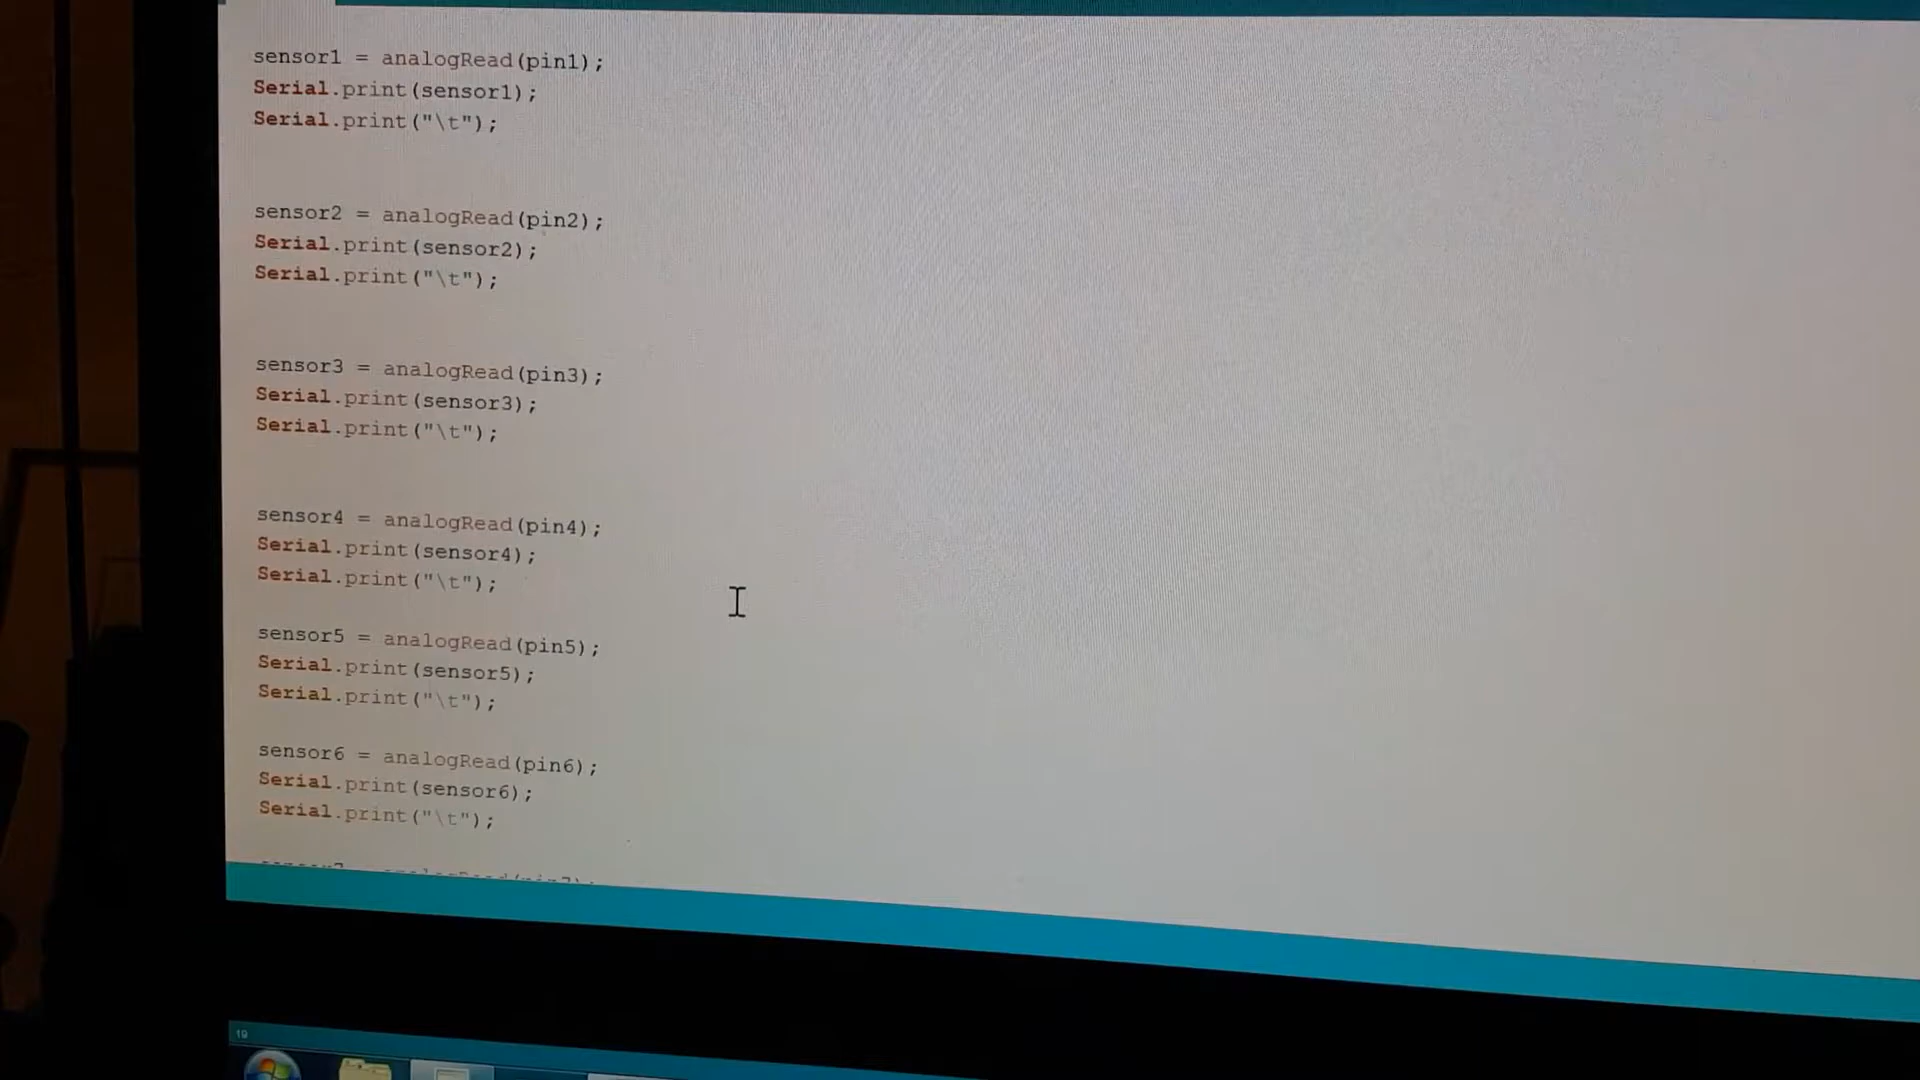 sensor1 = analogRead(pin1);
Serial.print(sensor1);
Serial.print("\t");
sensor2 = analogRead(pin2);
Serial.print(sensor2);
Serial.print("\t");
sensor3 = analogRead(pin3);
Serial.print(sensor3);
Serial.print("\t");
sensor4 = analogRead(pin4);
Serial.print(sensor4);
Serial.print("\t");
sensor5 = analogRead(pin5);
Serial.print(sensor5);
Serial.print("\t");
sensor6 = analogRead(pin6);
Serial.print(sensor6);
Serial.print("\t");
19